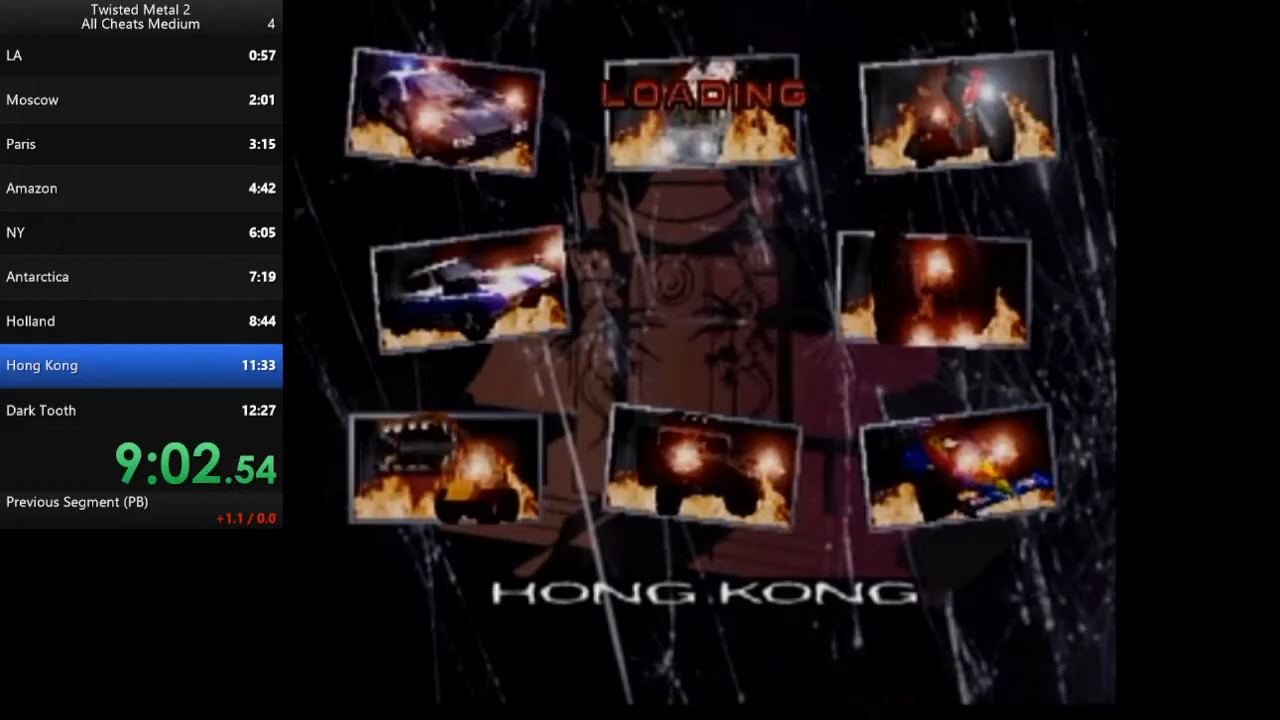 Twisted Metal 2
All Cheats Medium 4
LA 0:57
Moscow 2:01
Paris 3:15
Amazon 4:42
NY 6:05
Antarctica 7:19
Holland 8:44
Hong Kong 11:33
Dark Tooth 12:27
9:02.54
Previous Segment (PB)
+1.1 / 0.0
LOADING
HONG KONG